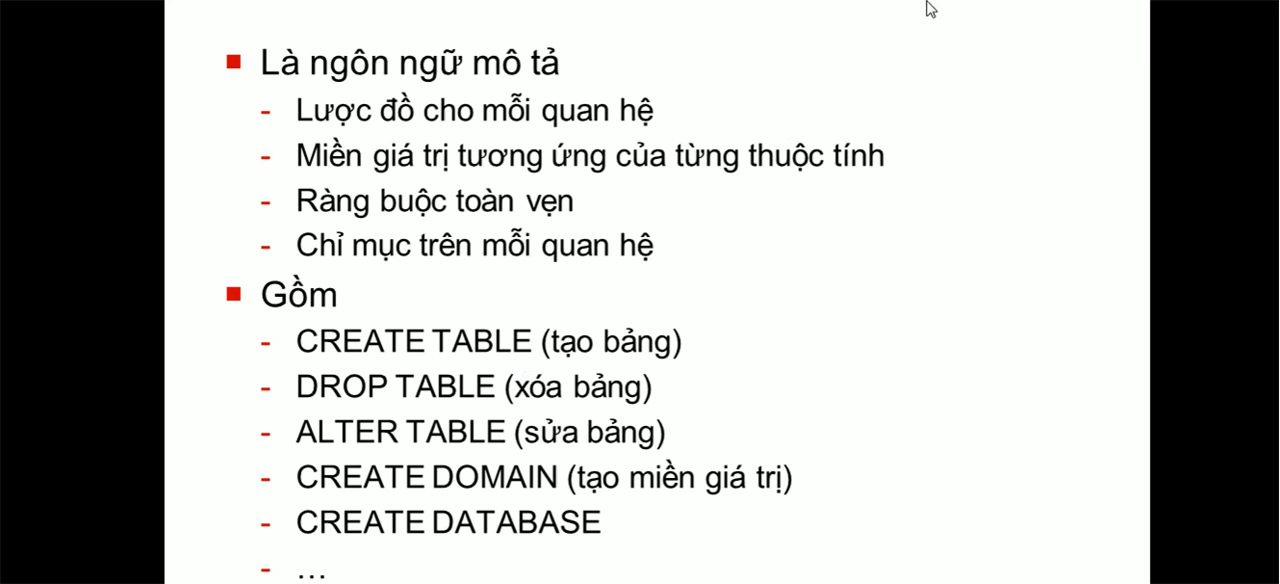 Là ngôn ngữ mô tả
- Lược đồ cho mỗi quan hệ
- Miền giá trị tương ứng của từng thuộc tính
- Ràng buộc toàn vẹn
- Chỉ mục trên mỗi quan hệ
Gồm
- CREATE TABLE (tạo bảng)
- DROP TABLE (xóa bảng)
- ALTER TABLE (sửa bảng)
- CREATE DOMAIN (tạo miền giá trị)
- CREATE DATABASE
- …